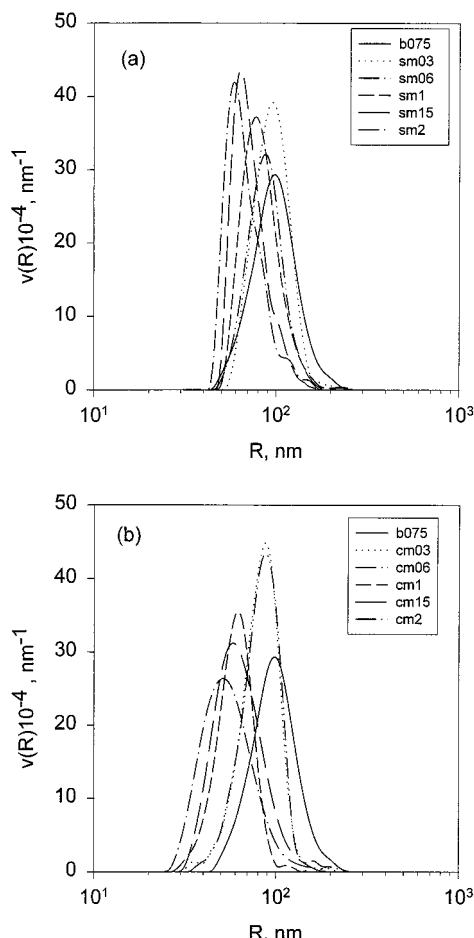 50
(a)
b075
sm03
sm06
sm1
sm15
sm2
40
30
20
10
0
v(R)10⁻⁴, nm⁻¹
10¹
10²
10³
R, nm
50
(b)
b075
cm03
cm06
cm1
cm15
cm2
40
30
20
10
0
v(R)10⁻⁴, nm⁻¹
10¹
10²
10³
R, nm